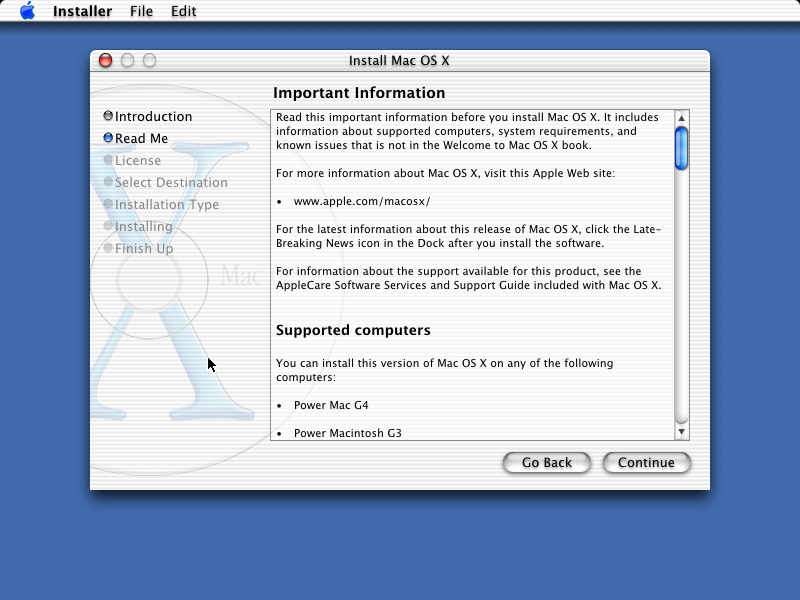 Installer File Edit
Install Mac OS X
Important Information
Introduction
Read Me
License
Select Destination
Installation Type
Installing
Finish Up
Mac
Read this important information before you install Mac OS X. It includes
information about supported computers, system requirements, and
known issues that is not in the Welcome to Mac OS X book.
For more information about Mac OS X, visit this Apple Web site:
• www.apple.com/macosx/
For the latest information about this release of Mac OS X, click the Late-
Breaking News icon in the Dock after you install the software.
For information about the support available for this product, see the
AppleCare Software Services and Support Guide included with Mac OS X.
Supported computers
You can install this version of Mac OS X on any of the following
computers:
• Power Mac G4
• Power Macintosh G3
Go Back Continue